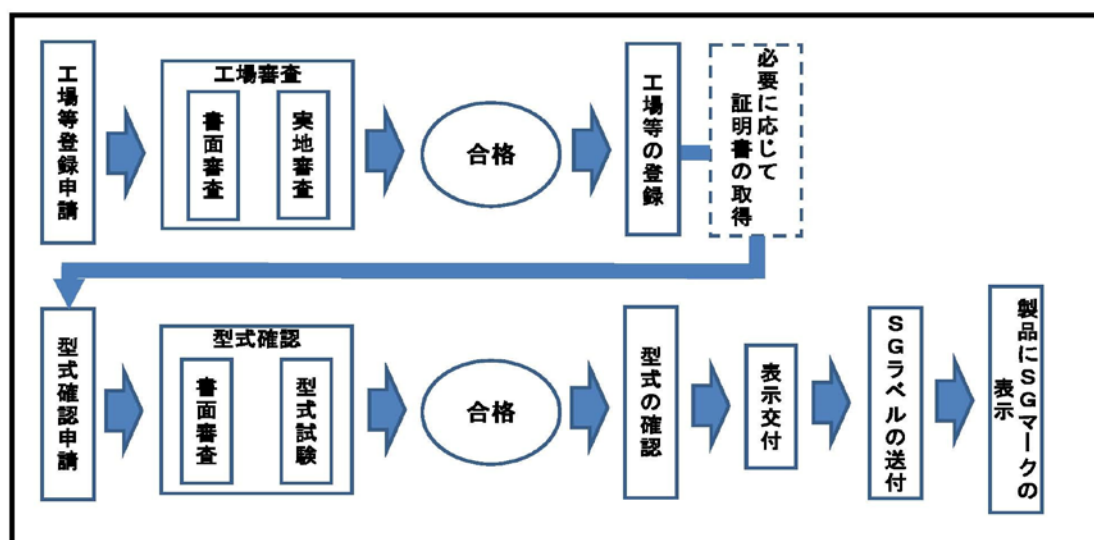 工場等登録申請
工場審査
書面審査
実地審査
合格
工場等の登録
必要に応じて
証明書の取得
型式確認申請
型式確認
書面審査
型式試験
合格
型式の確認
表示交付
ＳＧラベルの送付
製品にＳＧマークの
表示